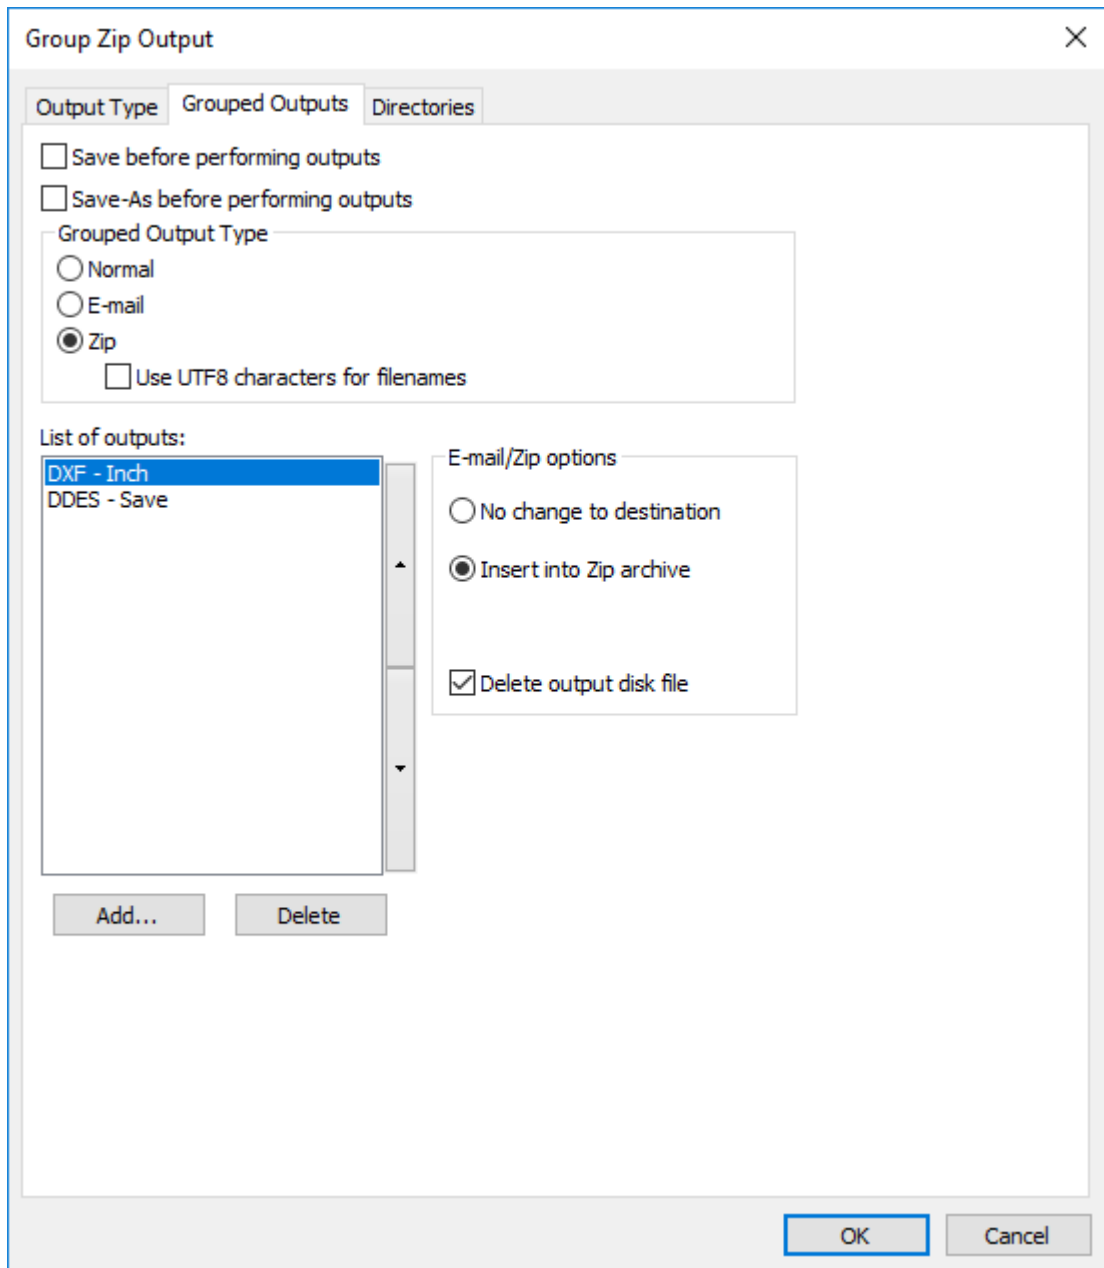 Group Zip Output
Output Type Grouped Outputs Directories
Save before performing outputs
Save-As before performing outputs
Grouped Output Type
Normal
E-mail
Zip
Use UTF8 characters for filenames
List of outputs:
DXF - Inch
DDES - Save
E-mail/Zip options
No change to destination
Insert into Zip archive
Delete output disk file
Add... Delete
OK Cancel